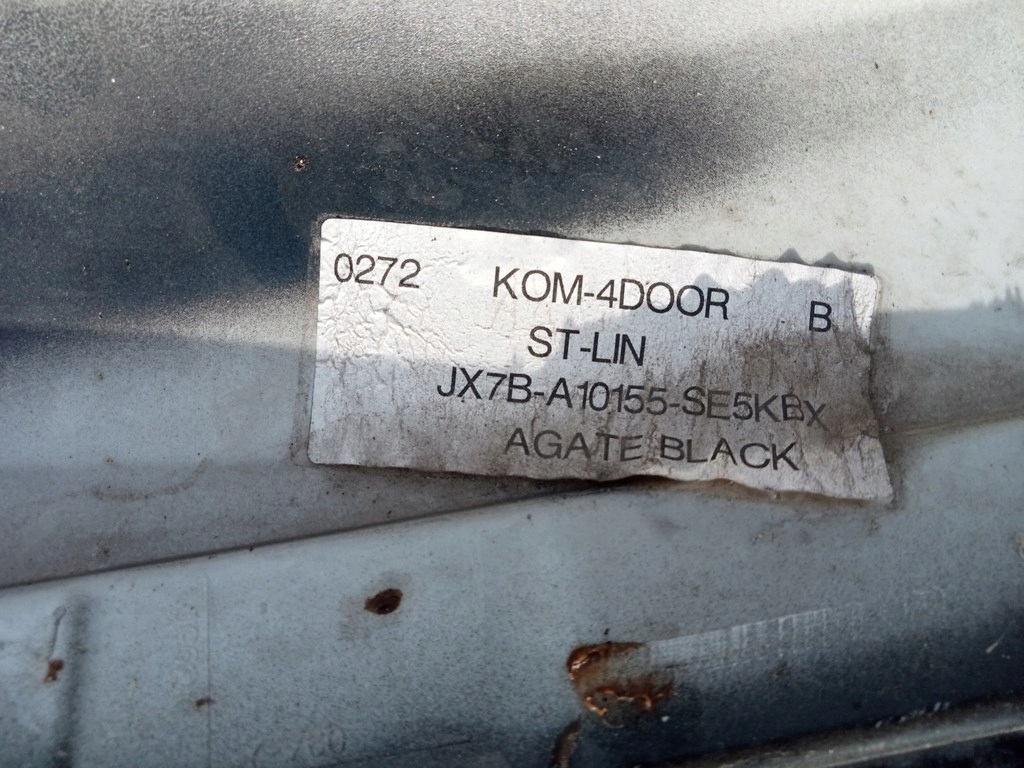 0272 KOM-4DOOR B
ST-LIN
JX7B-A10155-SE5KBX
AGATE BLACK